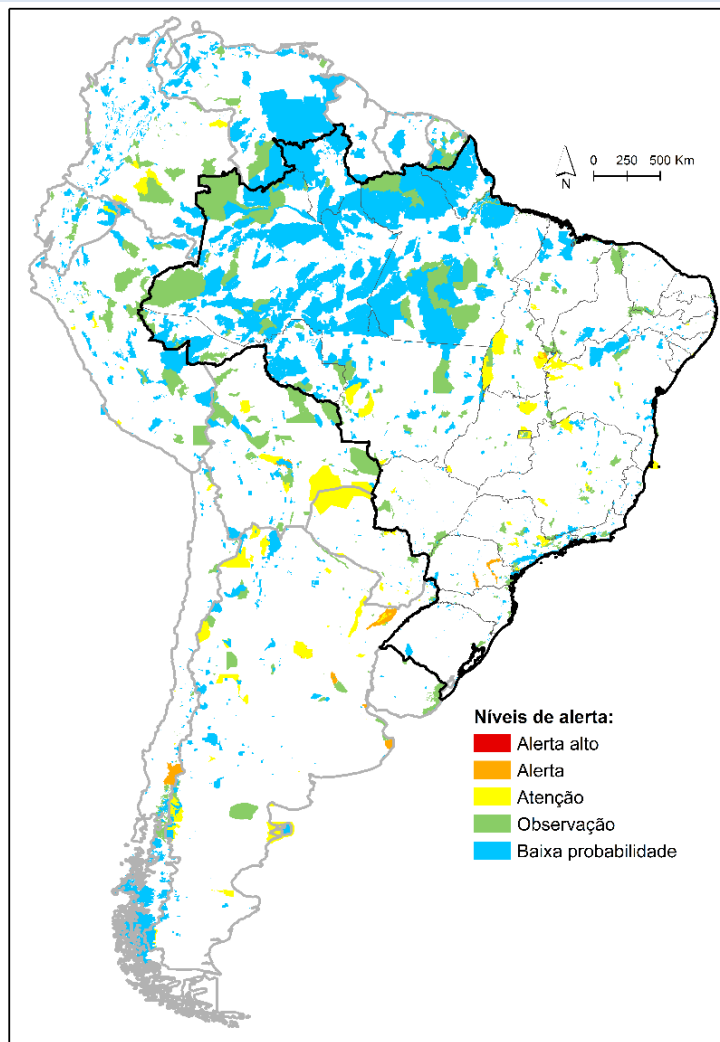 N
0 250 500 Km
Níveis de alerta:
Alerta alto
Alerta
Atenção
Observação
Baixa probabilidade